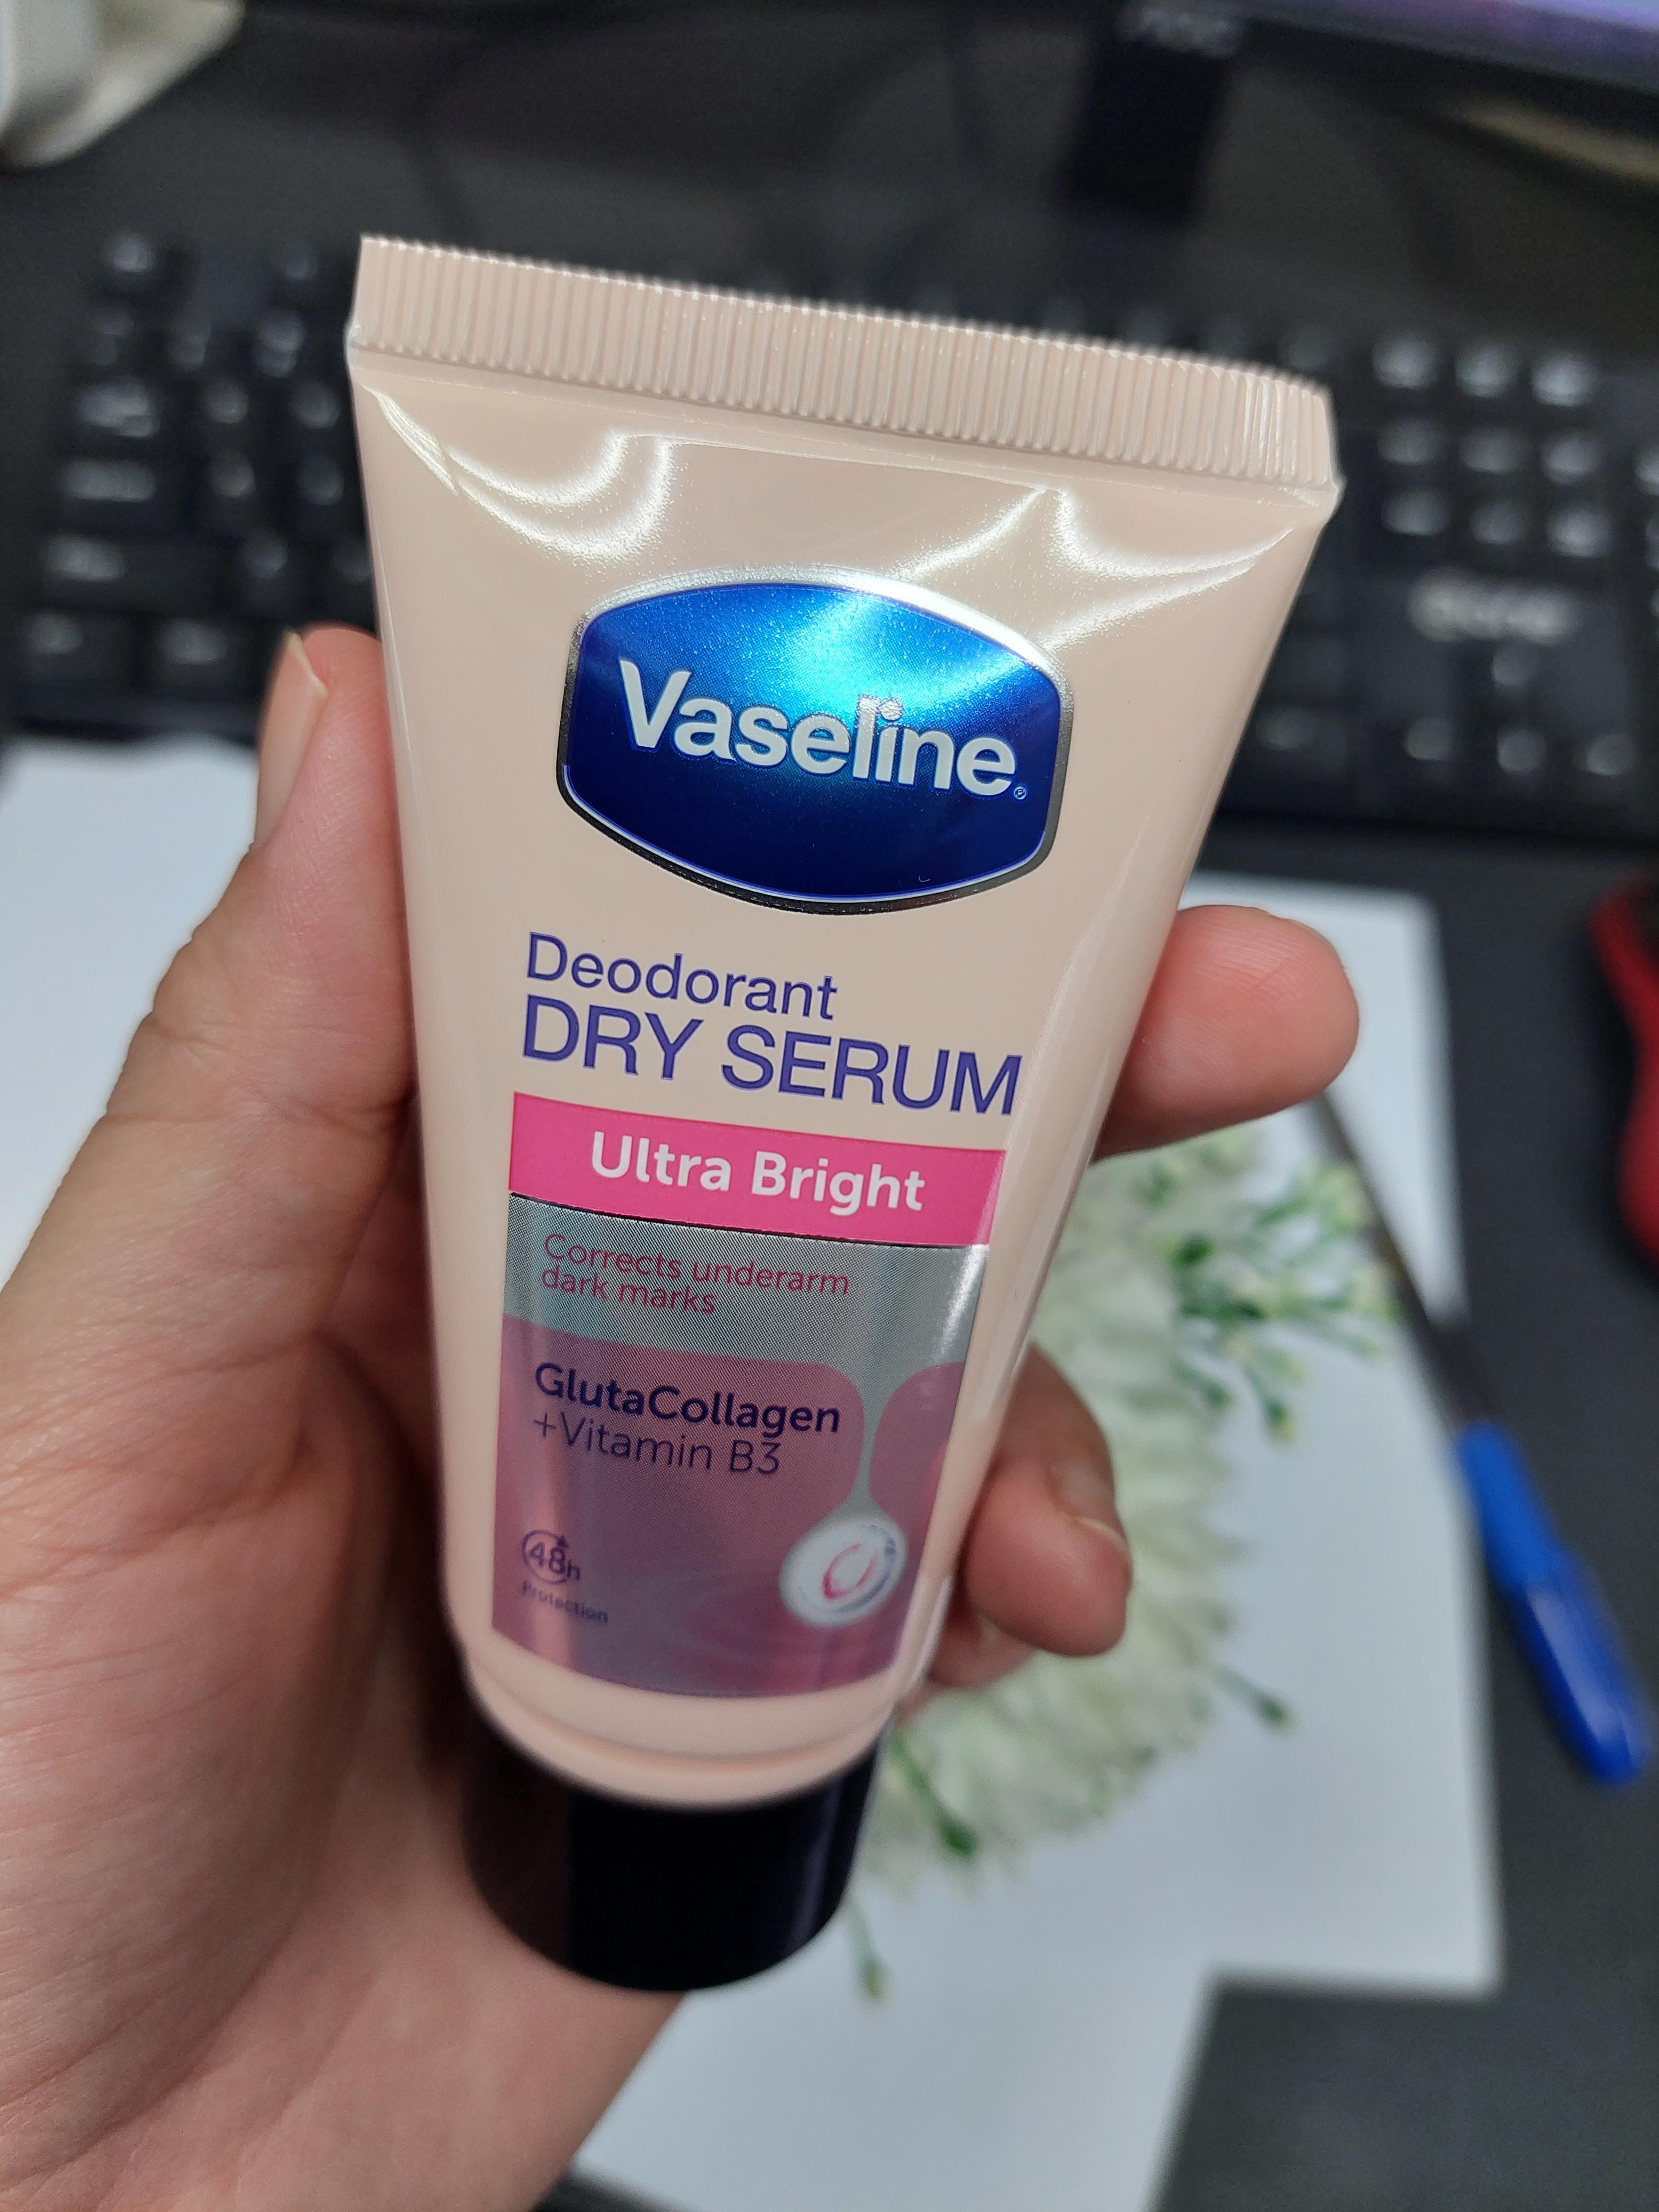 Vaseline®
Deodorant
DRY SERUM
Ultra Bright
Corrects underarm
dark marks
GlutaCollagen
+Vitamin B3
48h
Protection